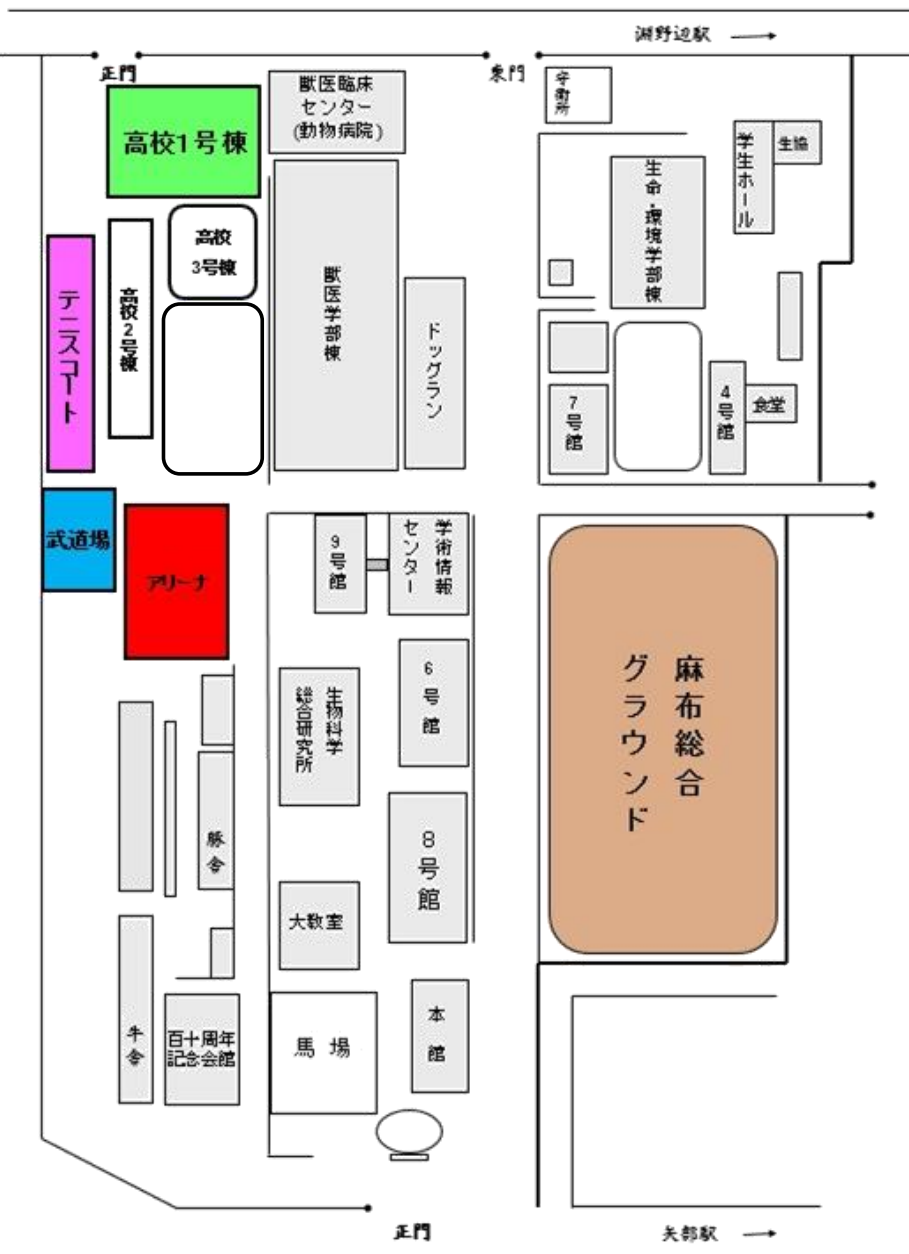 淵野辺駅
正門
東門
高校1号棟
獣医臨床
センター
(動物病院)
守衛所
学生ホール
生協
生命・環境学部棟
高校
3号棟
獣医学部棟
テニスコート
高校2号棟
ドッグラン
7号館
4号館
食堂
武道場
アリーナ
9号館
学術情報
センター
麻布総合
グラウンド
6号館
生物科学
総合研究所
豚舎
8号館
大教室
牛舎
百十周年
記念会館
馬場
本館
正門
矢部駅